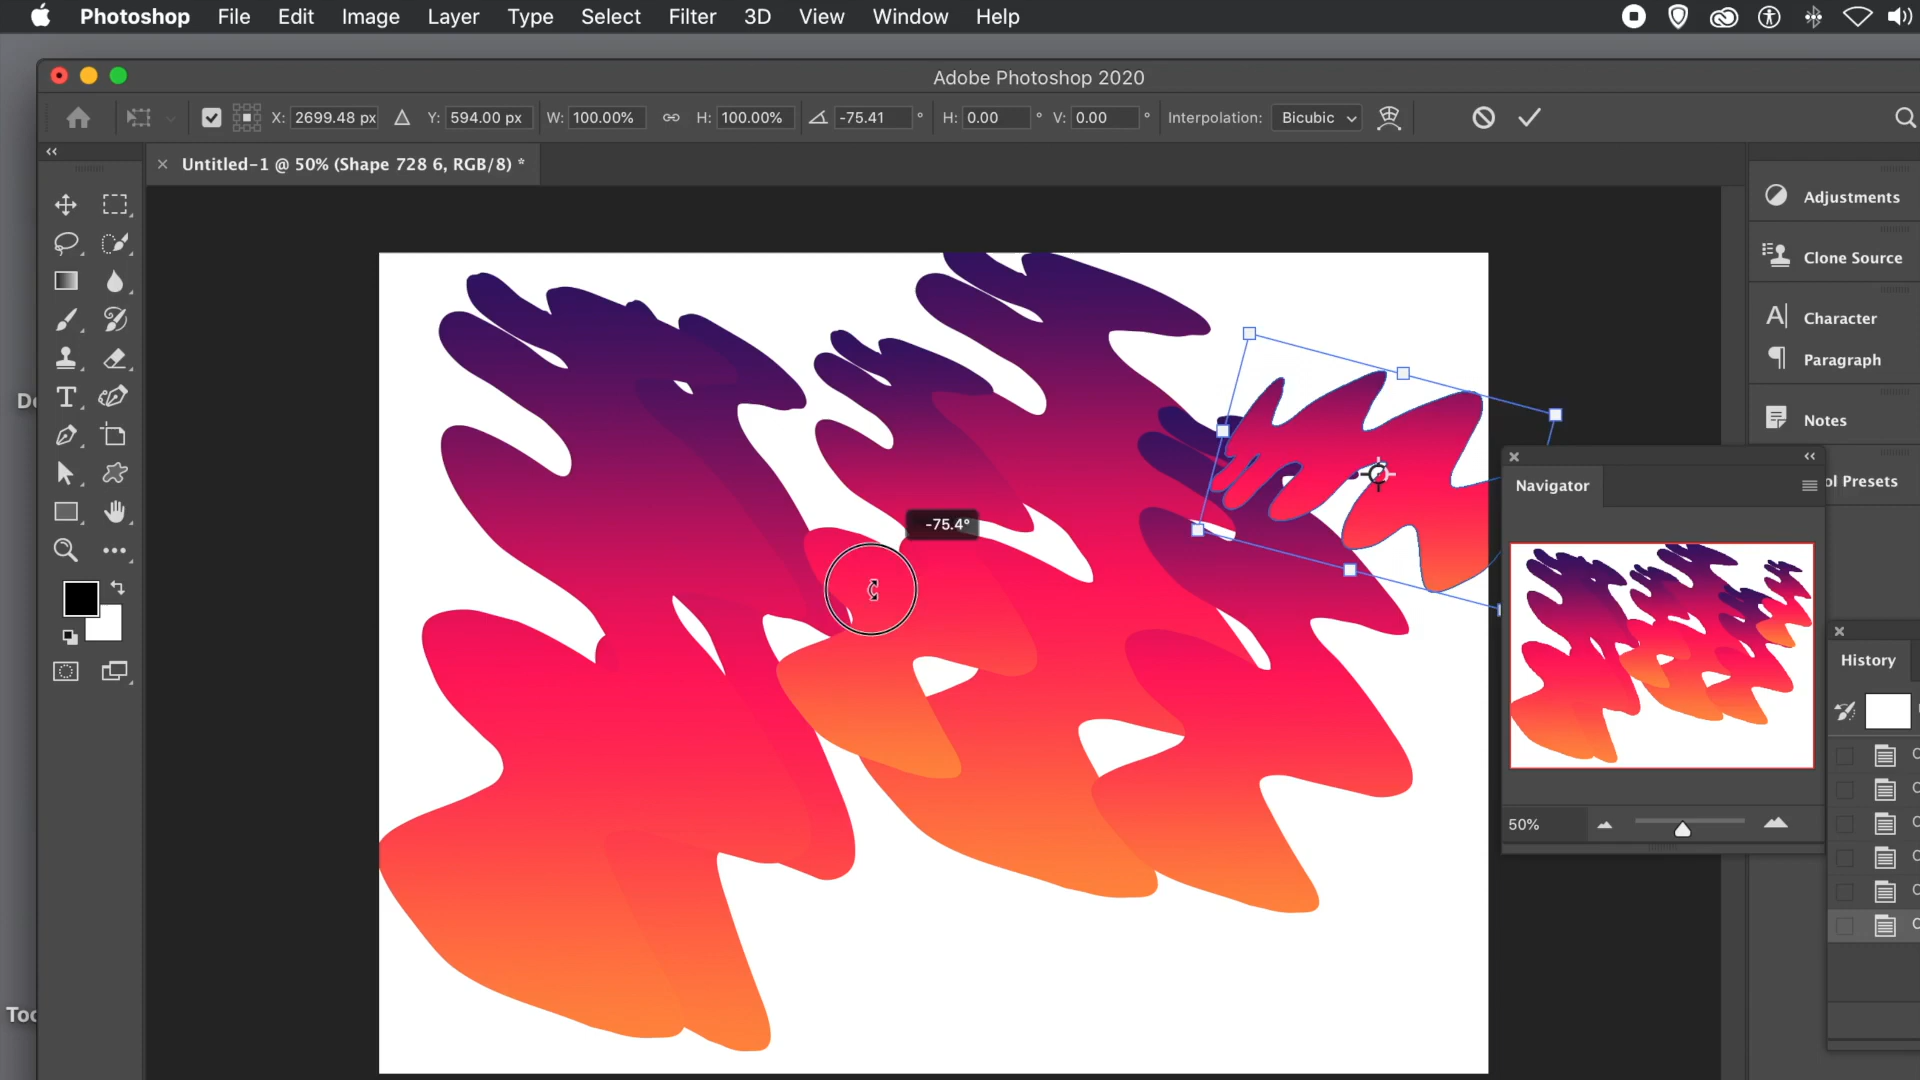 Photoshop File Edit Image Layer Type Select Filter 3D View Window Help
Adobe Photoshop 2020
X: 2699.48 px Y: 594.00 px W: 100.00% H: 100.00% -75.41 ° H: 0.00 ° V: 0.00 ° Interpolation: Bicubic
Untitled-1 @ 50% (Shape 728 6, RGB/8) *
Adjustments
Clone Source
Character
Paragraph
Notes
ol Presets
Navigator
-75.4°
History
50%